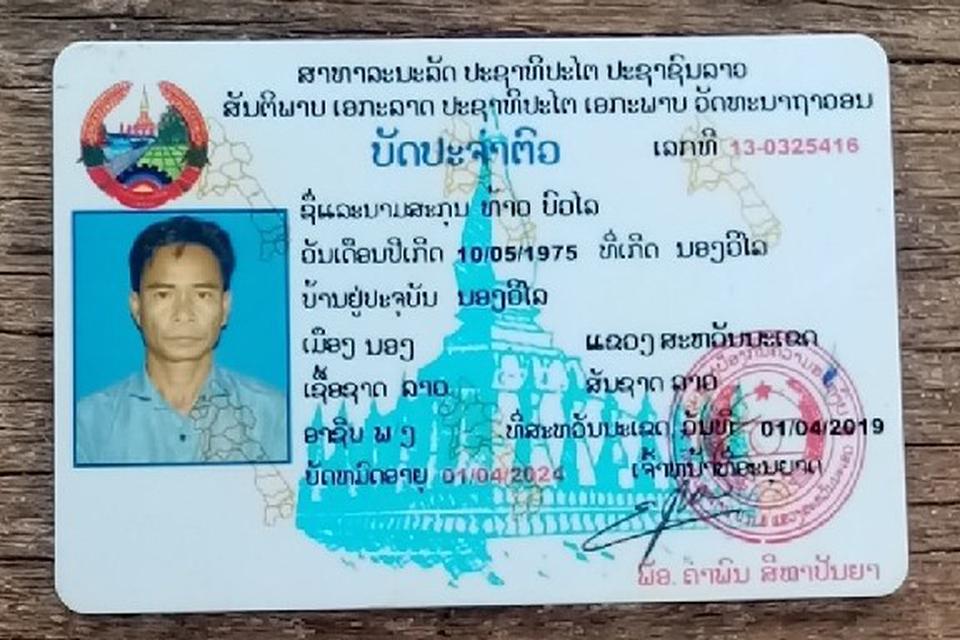 ສາທາລະນະລັດ ປະຊາທິປະໄຕ ປະຊາຊົນລາວ
ສັນຕິພາບ ເອກະລາດ ປະຊາທິປະໄຕ ເອກະພາບ ວັດທະນາຖາວອນ
ບັດປະຈຳຕົວ ເລກທີ 13-0325416
ຊື່ແລະນາມສະກຸນ ທ້າວ ບົວໄລ
ວັນເດືອນປີເກີດ 10/05/1975 ທີ່ເກີດ ນອງວີໄລ
ບ້ານຢູ່ປະຈຸບັນ ນອງວີໄລ
ເມືອງ ນອງ ແຂວງ ສະຫວັນນະເຂດ
ເຊື້ອຊາດ ລາວ ສັນຊາດ ລາວ
ອາຊີບ ພ ງ ທີ່ສະຫວັນນະເຂດ ວັນທີ 01/04/2019
ບັດຫມົດອາຍຸ 01/04/2024 ເຈົ້າຫນ້າທີ່ອະນຸຍາດ
ພັອ. ຄຳພົນ ສີຫາປັນຍາ